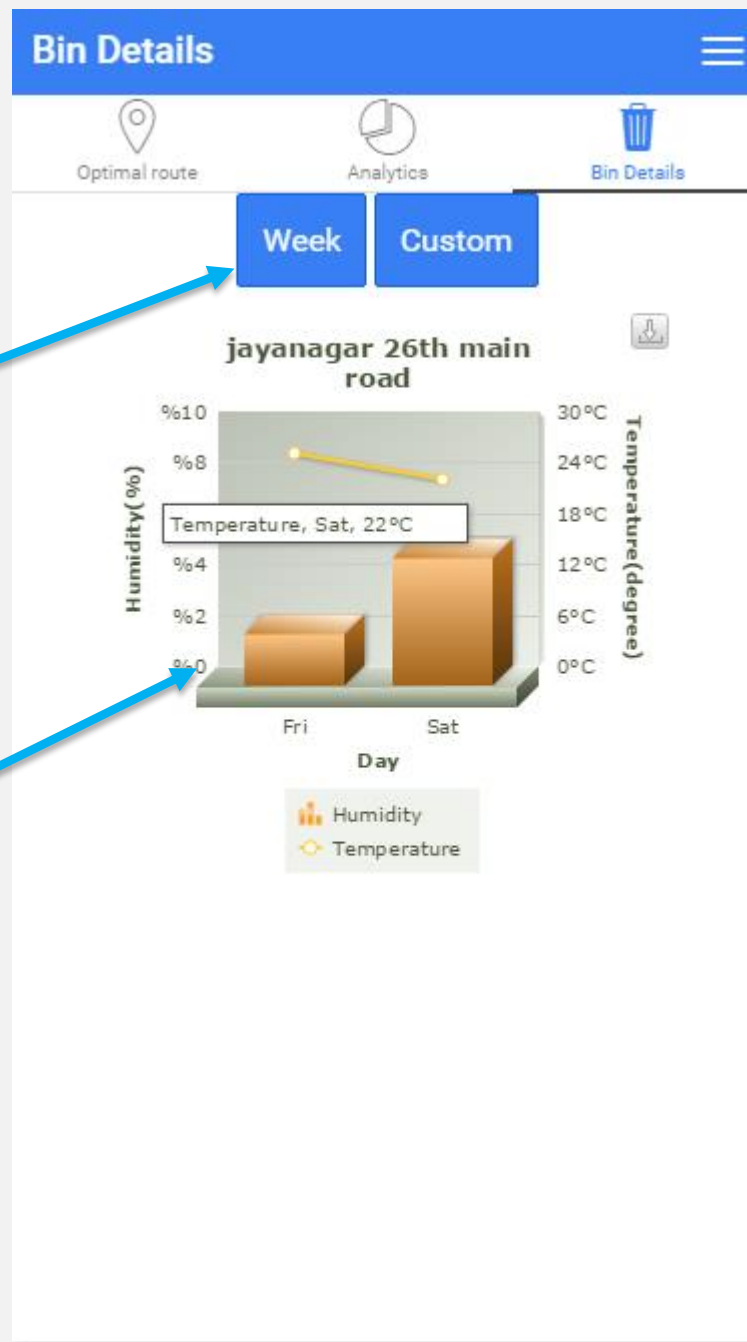 Bin Details
Optimal route
Analytics
Bin Details
Week
Custom
jayanagar 26th main
road
%10
%8
%4
%2
%0
Humidity(%)
30°C
24°C
18°C
12°C
6°C
0°C
Temperature(degree)
Temperature, Sat, 22°C
Fri
Sat
Day
Humidity
Temperature